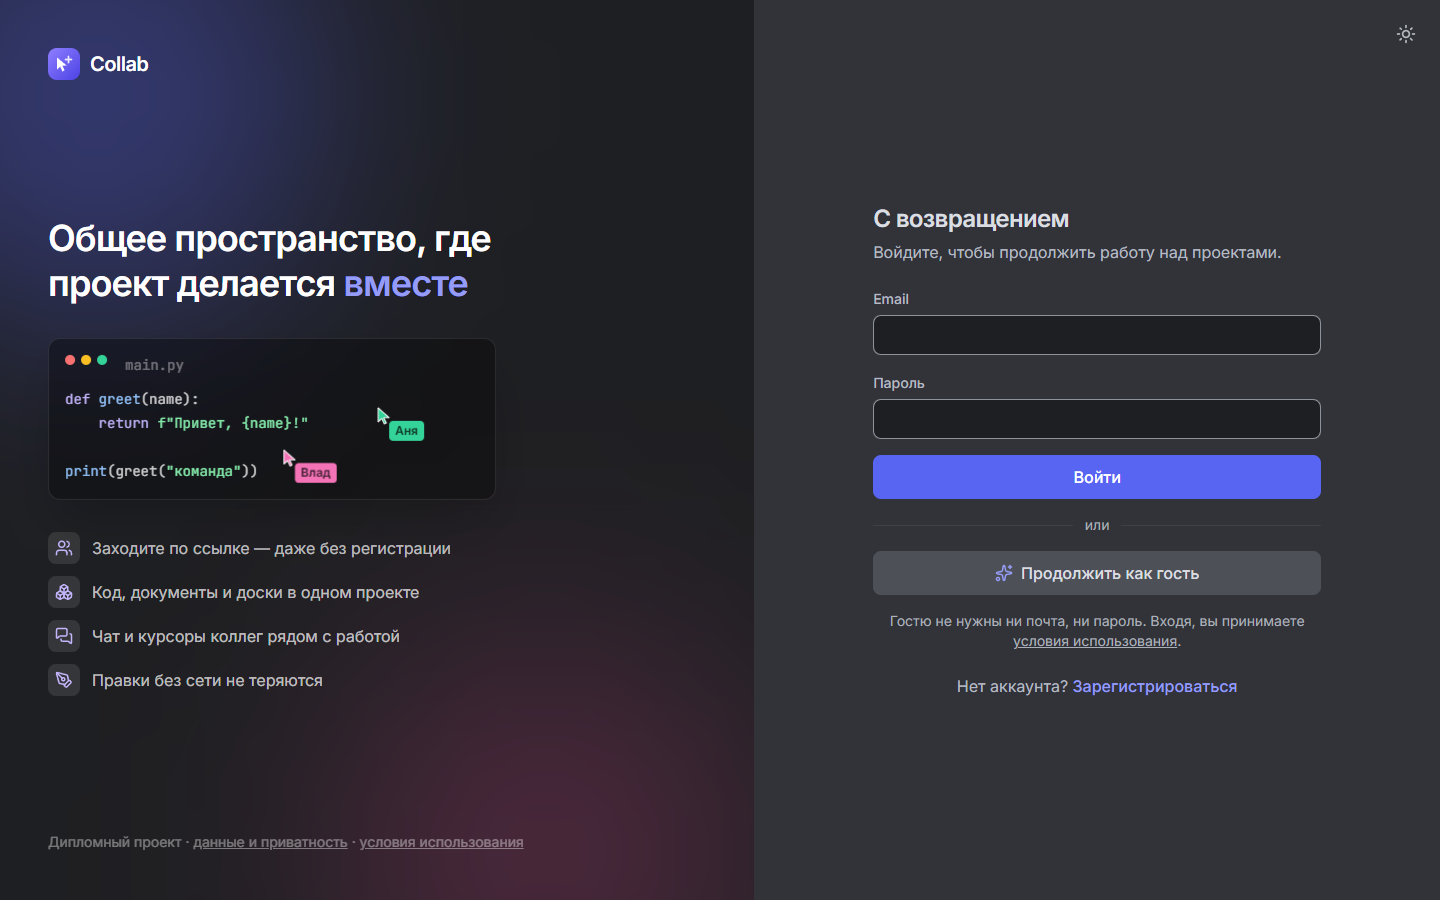 Collab
Общее пространство, где
проект делается вместе
main.py
def greet(name):
    return f"Привет, {name}!"
Аня
print(greet("команда"))
Влад
Заходите по ссылке — даже без регистрации
Код, документы и доски в одном проекте
Чат и курсоры коллег рядом с работой
Правки без сети не теряются
Дипломный проект · данные и приватность · условия использования
С возвращением
Войдите, чтобы продолжить работу над проектами.
Email
Пароль
Войти
или
Продолжить как гость
Гостю не нужны ни почта, ни пароль. Входя, вы принимаете
условия использования.
Нет аккаунта? Зарегистрироваться